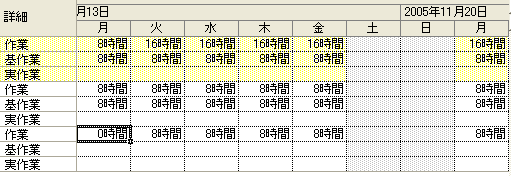 詳細 月13日 2005年11月20日
月 火 水 木 金 土 日 月
作業 8時間 16時間 16時間 16時間 16時間 16時間
基作業 8時間 8時間 8時間 8時間 8時間 8時間
実作業
作業 8時間 8時間 8時間 8時間 8時間 8時間
基作業 8時間 8時間 8時間 8時間 8時間 8時間
実作業
作業 0時間 8時間 8時間 8時間 8時間 8時間
基作業
実作業